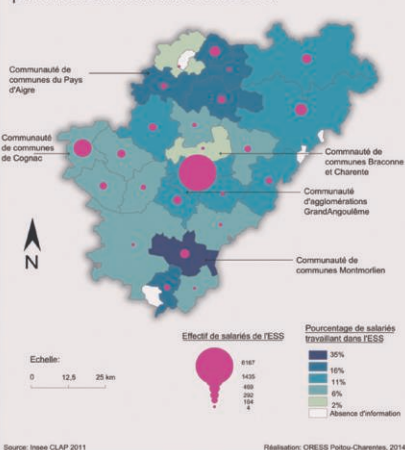 Communauté de
communes du Pays
d'Aigre
Communauté
de communes
de Cognac
Commnauté de
communes Braconne
et Charente
Communauté
d'agglomérations
GrandAngoulême
Communauté de
communes Montmorlien
N
Effectif de salariés de l'ESS
6167
1435
469
292
104
4
Pourcentage de salariés
travaillant dans l'ESS
35%
16%
11%
6%
2%
Absence d'information
Echelle:
0 12,5 25 km
Source: Insee CLAP 2011
Réalisation: ORESS Poitou-Charentes, 2014